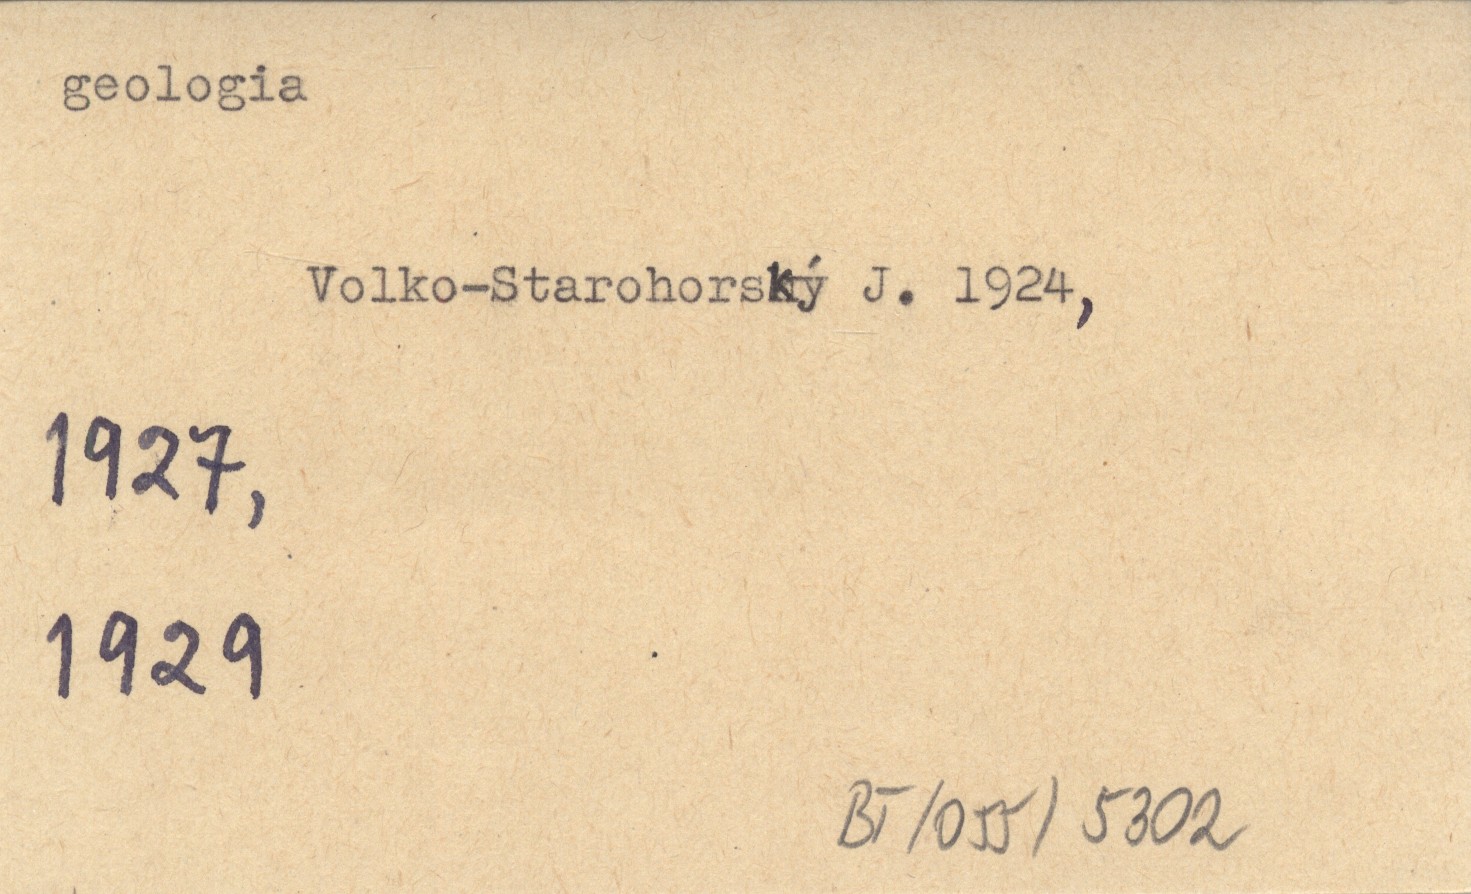 geologia
Volko-Starohorský J. 1924,
1927,
1929
BT/055/ 5302